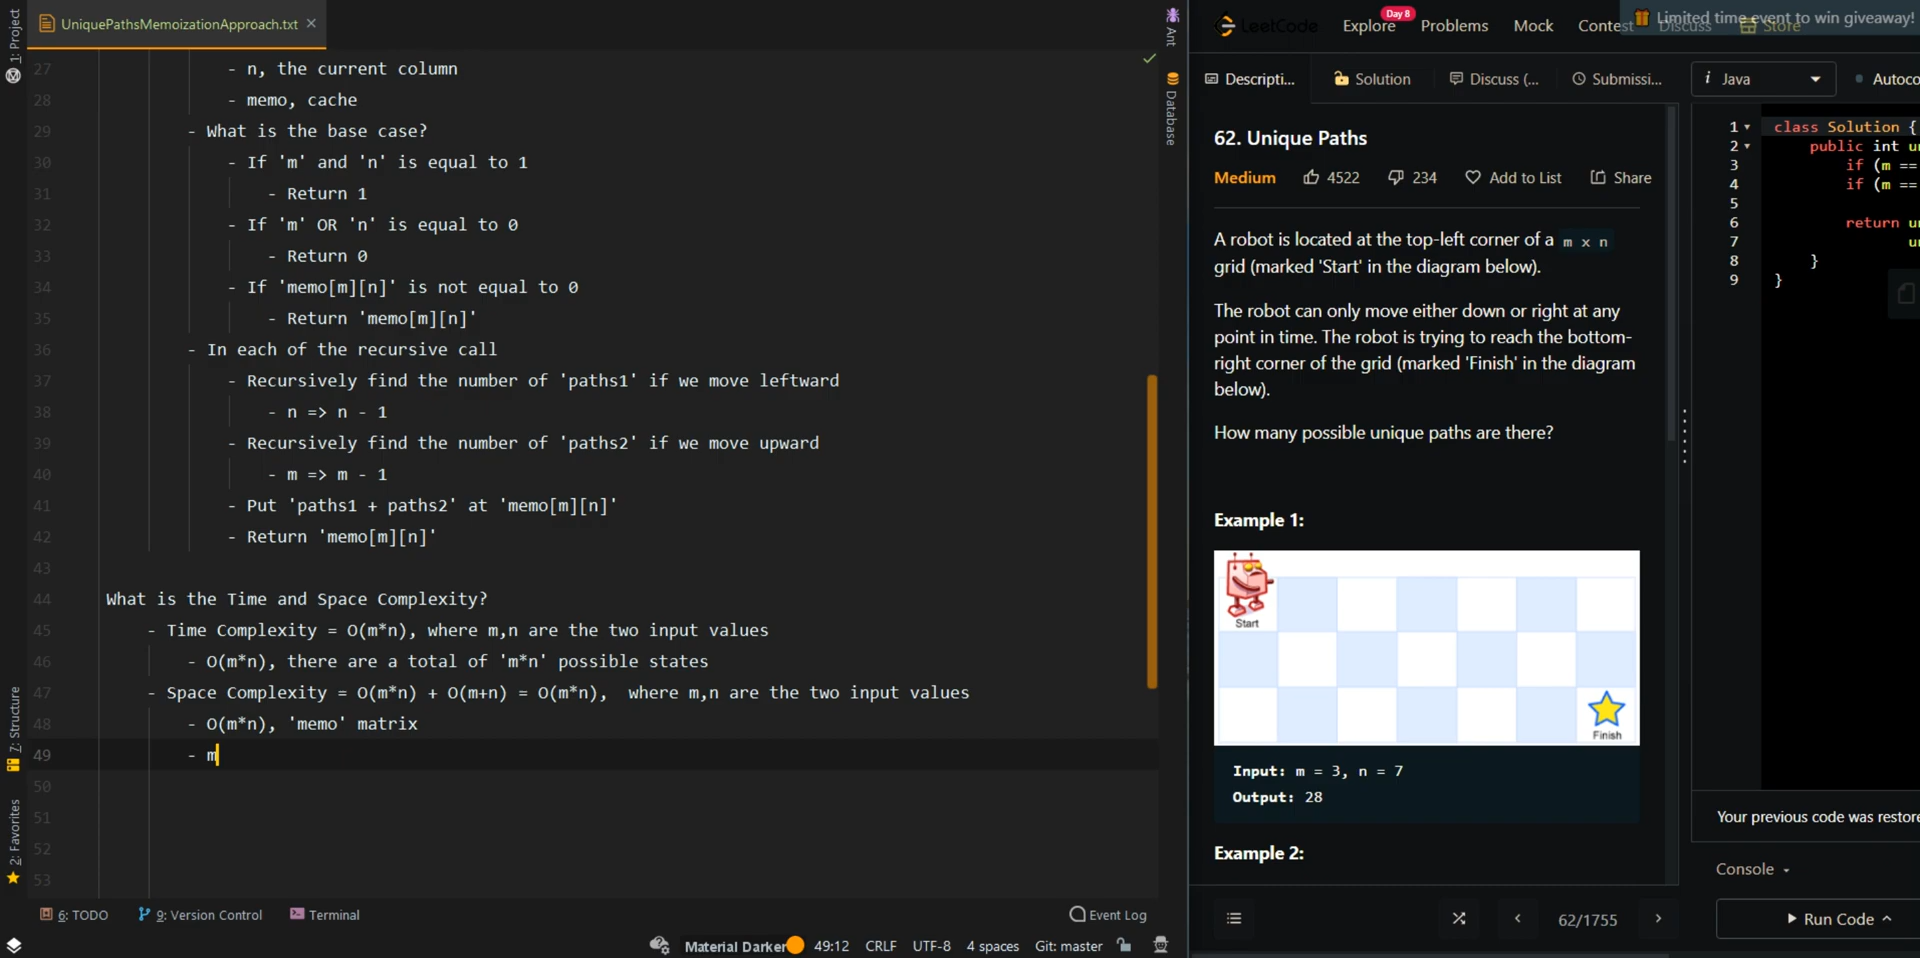 1: Project
UniquePathsMemoizationApproach.txt
27 - n, the current column
28 - memo, cache
29 - What is the base case?
30 - If 'm' and 'n' is equal to 1
31 - Return 1
32 - If 'm' OR 'n' is equal to 0
33 - Return 0
34 - If 'memo[m][n]' is not equal to 0
35 - Return 'memo[m][n]'
36 - In each of the recursive call
37 - Recursively find the number of 'paths1' if we move leftward
38 - n => n - 1
39 - Recursively find the number of 'paths2' if we move upward
40 - m => m - 1
41 - Put 'paths1 + paths2' at 'memo[m][n]'
42 - Return 'memo[m][n]'
43
44 What is the Time and Space Complexity?
45 - Time Complexity = O(m*n), where m,n are the two input values
46 - O(m*n), there are a total of 'm*n' possible states
47 - Space Complexity = O(m*n) + O(m+n) = O(m*n),  where m,n are the two input values
48 - O(m*n), 'memo' matrix
49 - m
50
51
52
53
7: Structure
2: Favorites
6: TODO 9: Version Control Terminal Event Log
Material Darker 49:12 CRLF UTF-8 4 spaces Git: master
Ant
Database
LeetCode Explore Day 8 Problems Mock Contest Discuss Store
Limited time event to win giveaway!
Descripti... Solution Discuss (... Submissi...
i Java Autoco
62. Unique Paths
Medium 4522 234 Add to List Share
A robot is located at the top-left corner of a m x n
grid (marked 'Start' in the diagram below).
The robot can only move either down or right at any
point in time. The robot is trying to reach the bottom-
right corner of the grid (marked 'Finish' in the diagram
below).
How many possible unique paths are there?
Example 1:
Start
Finish
Input: m = 3, n = 7
Output: 28
Example 2:
62/1755
1 class Solution {
2 public int u
3 if (m ==
4 if (m ==
5
6 return u
7 u
8 }
9 }
Your previous code was restore
Console
Run Code